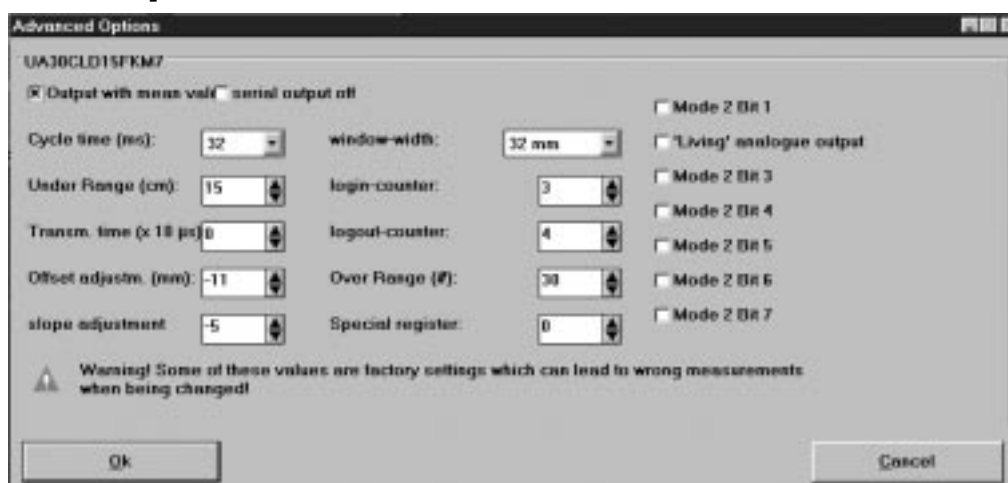 Advanced Options
UA30CLD15FKM7
Output with mean val serial output off
Cycle time (ms): 32 window-width: 32 mm
Under Range (cm): 15 login-counter: 3
Transm. time (x 10 µs) 0 logout-counter: 4
Offset adjustm. (mm): -11 Over Range (#): 30
slope adjustment -5 Special register: 0
Mode 2 Bit 1
'Living' analogue output
Mode 2 Bit 3
Mode 2 Bit 4
Mode 2 Bit 5
Mode 2 Bit 6
Mode 2 Bit 7
Warning! Some of these values are factory settings which can lead to wrong measurements
when being changed!
Ok
Cancel